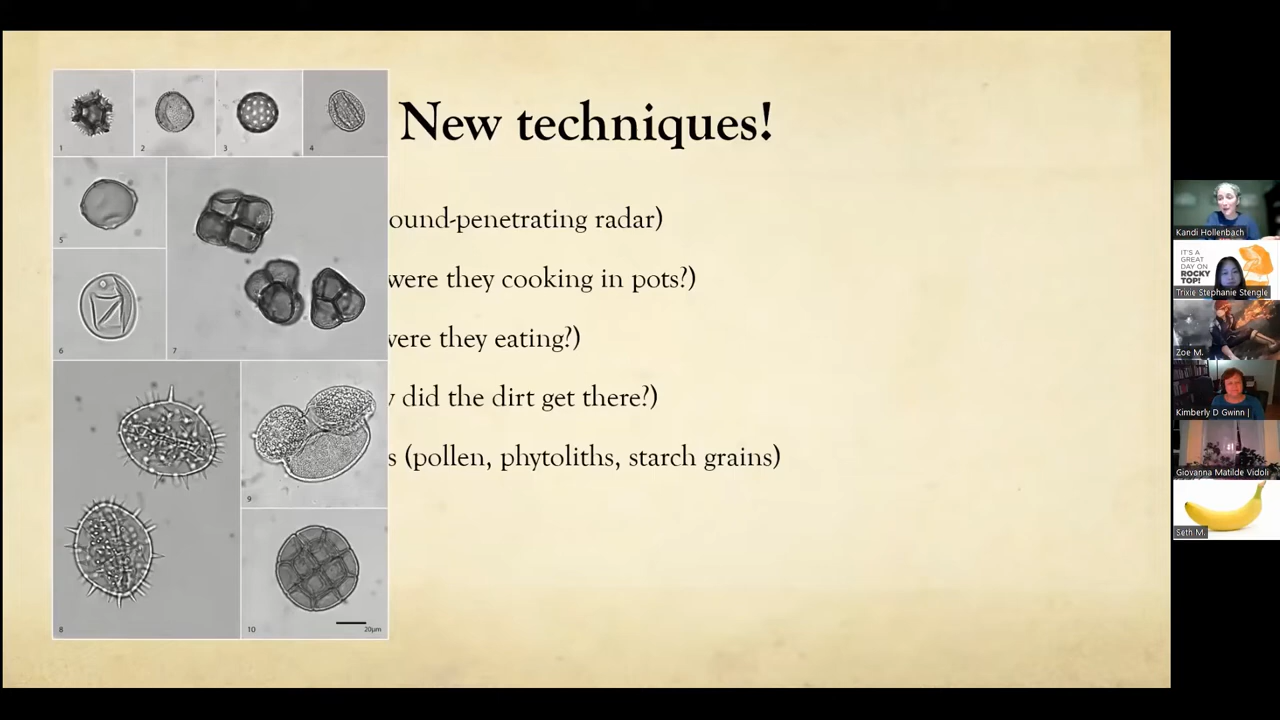 New techniques!
ound-penetrating radar)
were they cooking in pots?)
vere they eating?)
did the dirt get there?)
s (pollen, phytoliths, starch grains)
1
2
3
4
5
6
7
8
9
10
20µm
Kandi Hollenbach
IT'S A
GREAT
DAY ON
ROCKY
TOP!
Trixie Stephanie Stengle
Zoe M.
Kimberly D Gwinn |
Giovanna Matilde Vidoli
Seth M.